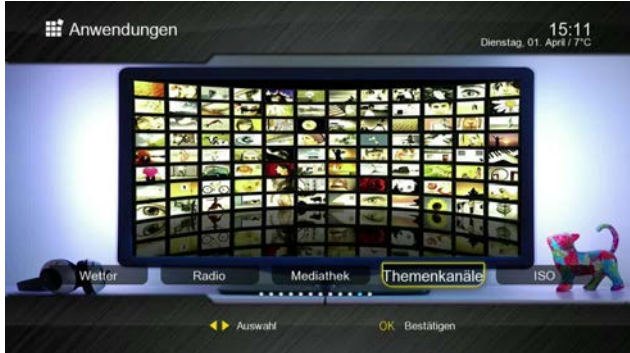 Anwendungen
15:11
Dienstag, 01. April / 7°C
Wetter
Radio
Mediathek
Themenkanäle
ISO
Auswahl
OK Bestätigen